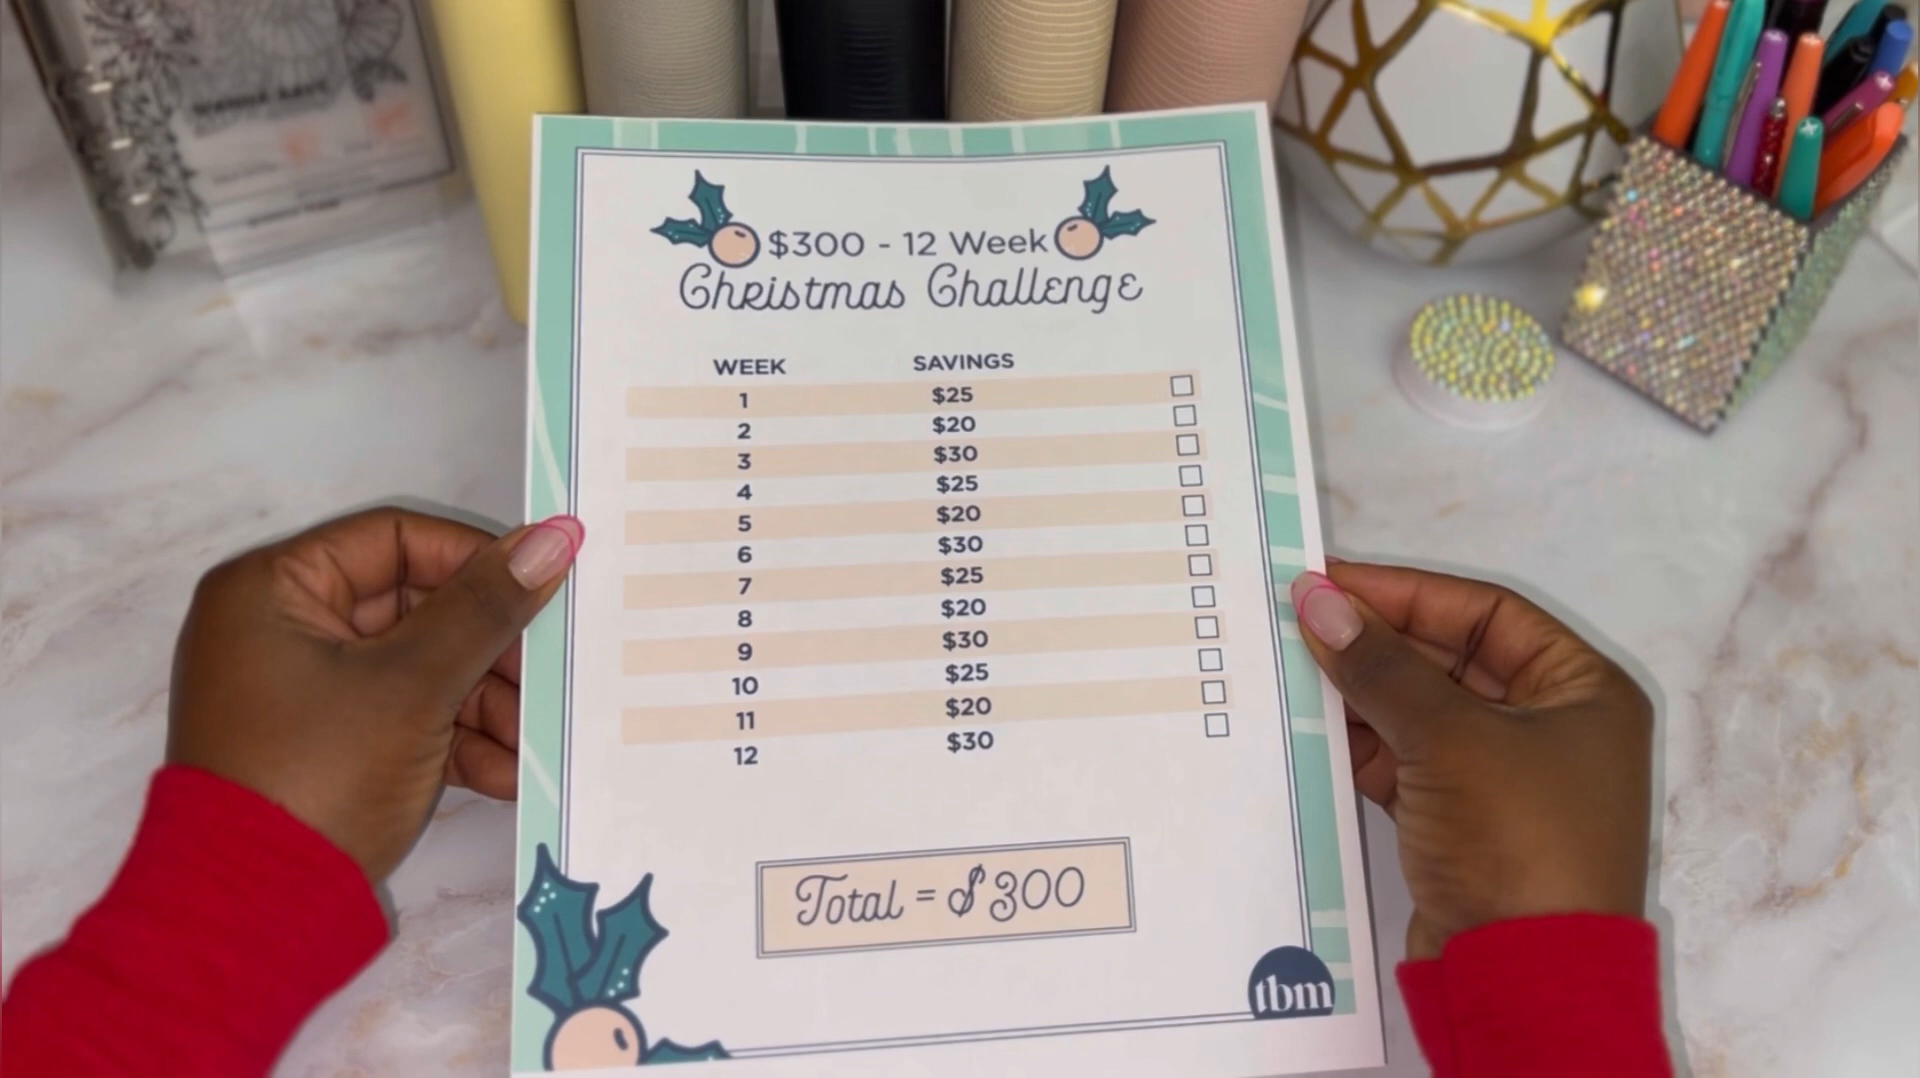 $300 - 12 Week
Christmas Challenge
WEEK SAVINGS
1 $25
2 $20
3 $30
4 $25
5 $20
6 $30
7 $25
8 $20
9 $30
10 $25
11 $20
12 $30
Total = $300
tbm